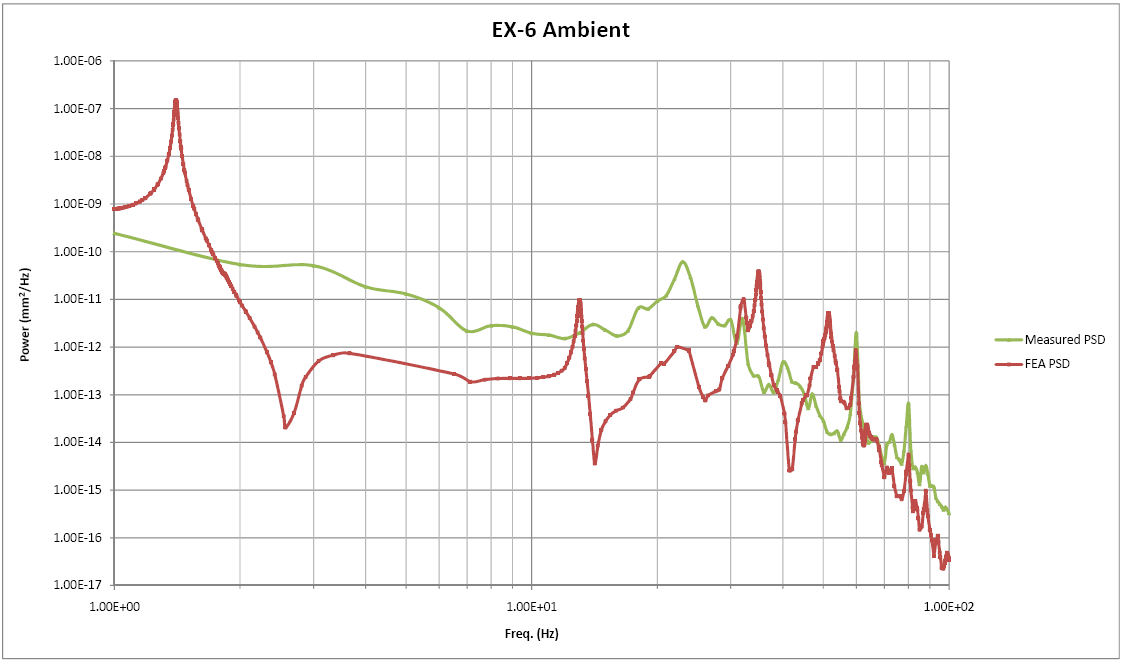 EX-6 Ambient
1.00E-06
1.00E-07
1.00E-08
1.00E-09
1.00E-10
1.00E-11
1.00E-12
1.00E-13
1.00E-14
1.00E-15
1.00E-16
1.00E-17
Power (mm²/Hz)
1.00E+00
1.00E+01
1.00E+02
Freq. (Hz)
Measured PSD
FEA PSD